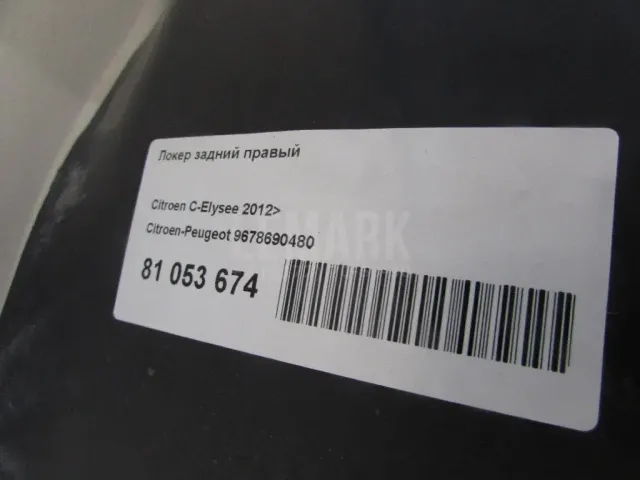 Локер задний правый
Citroen C-Elysee 2012>
Citroen-Peugeot 9678690480
81 053 674